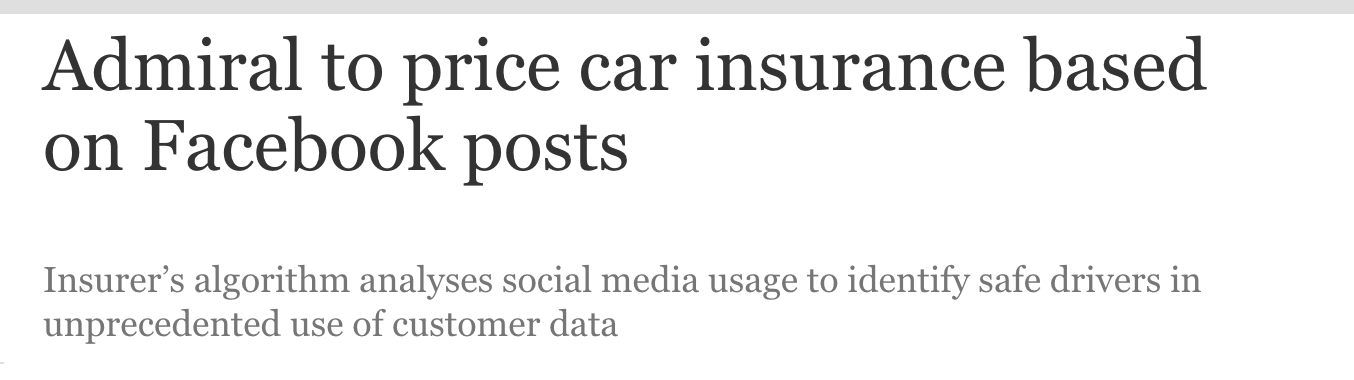 Admiral to price car insurance based
on Facebook posts
Insurer’s algorithm analyses social media usage to identify safe drivers in
unprecedented use of customer data